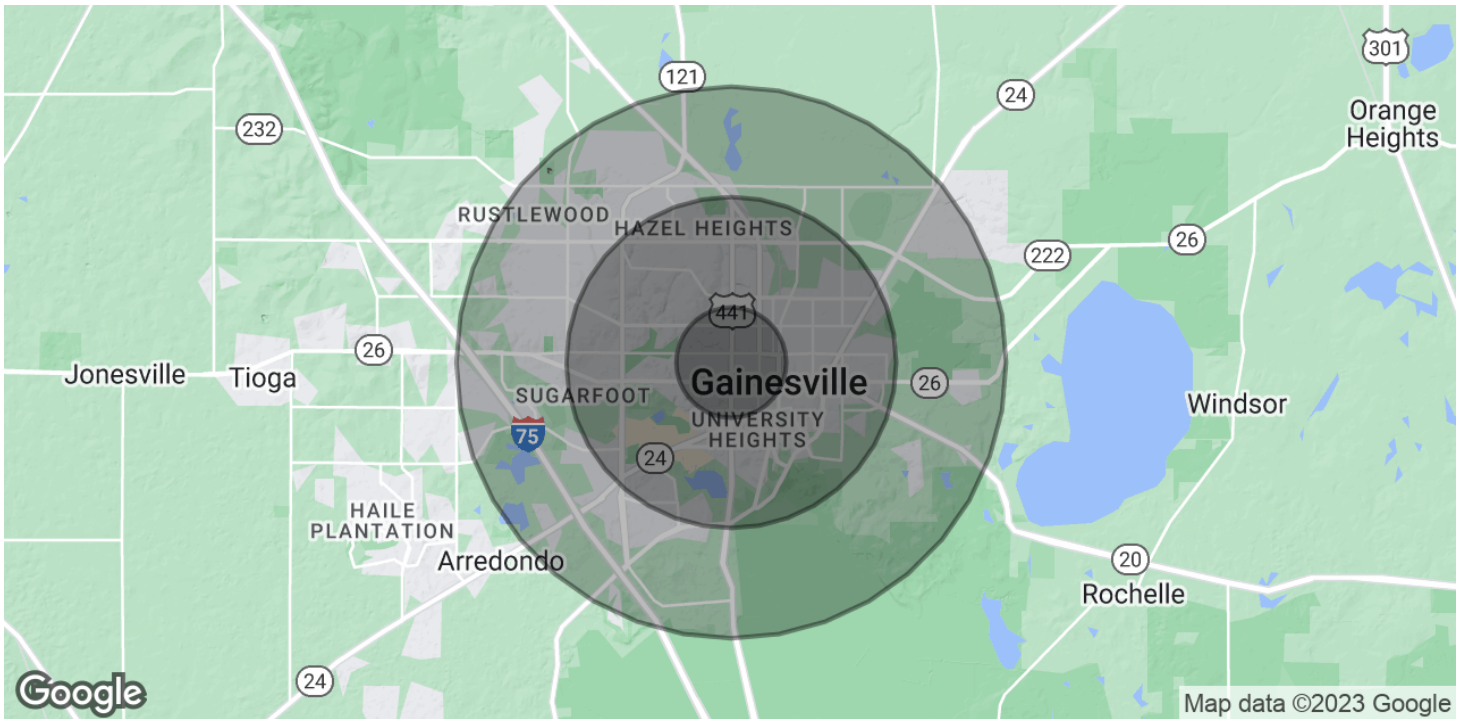 301
121
24
Orange
Heights
232
RUSTLEWOOD
HAZEL HEIGHTS
26
222
441
26
Jonesville
Tioga
Gainesville
26
SUGARFOOT
Windsor
UNIVERSITY
HEIGHTS
75
24
HAILE
PLANTATION
Arredondo
20
Rochelle
24
Google
Map data ©2023 Google